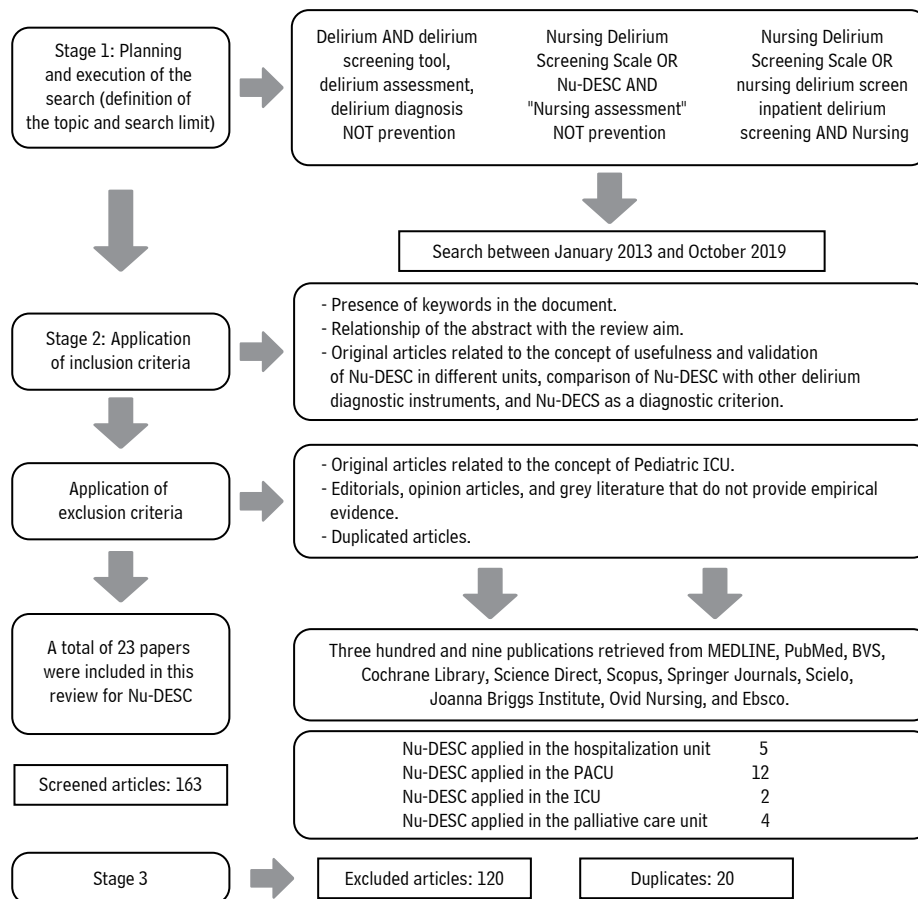 Stage 1: Planning
and execution of the
search (definition of
the topic and search limit)
Delirium AND delirium
screening tool,
delirium assessment,
delirium diagnosis
NOT prevention
Nursing Delirium
Screening Scale OR
Nu-DESC AND
"Nursing assessment"
NOT prevention
Nursing Delirium
Screening Scale OR
nursing delirium screen
inpatient delirium
screening AND Nursing
Search between January 2013 and October 2019
Stage 2: Application
of inclusion criteria
- Presence of keywords in the document.
- Relationship of the abstract with the review aim.
- Original articles related to the concept of usefulness and validation
of Nu-DESC in different units, comparison of Nu-DESC with other delirium
diagnostic instruments, and Nu-DECS as a diagnostic criterion.
Application of
exclusion criteria
- Original articles related to the concept of Pediatric ICU.
- Editorials, opinion articles, and grey literature that do not provide empirical
evidence.
- Duplicated articles.
A total of 23 papers
were included in this
review for Nu-DESC
Three hundred and nine publications retrieved from MEDLINE, PubMed, BVS,
Cochrane Library, Science Direct, Scopus, Springer Journals, Scielo,
Joanna Briggs Institute, Ovid Nursing, and Ebsco.
Screened articles: 163
Nu-DESC applied in the hospitalization unit 5
Nu-DESC applied in the PACU 12
Nu-DESC applied in the ICU 2
Nu-DESC applied in the palliative care unit 4
Stage 3
Excluded articles: 120
Duplicates: 20